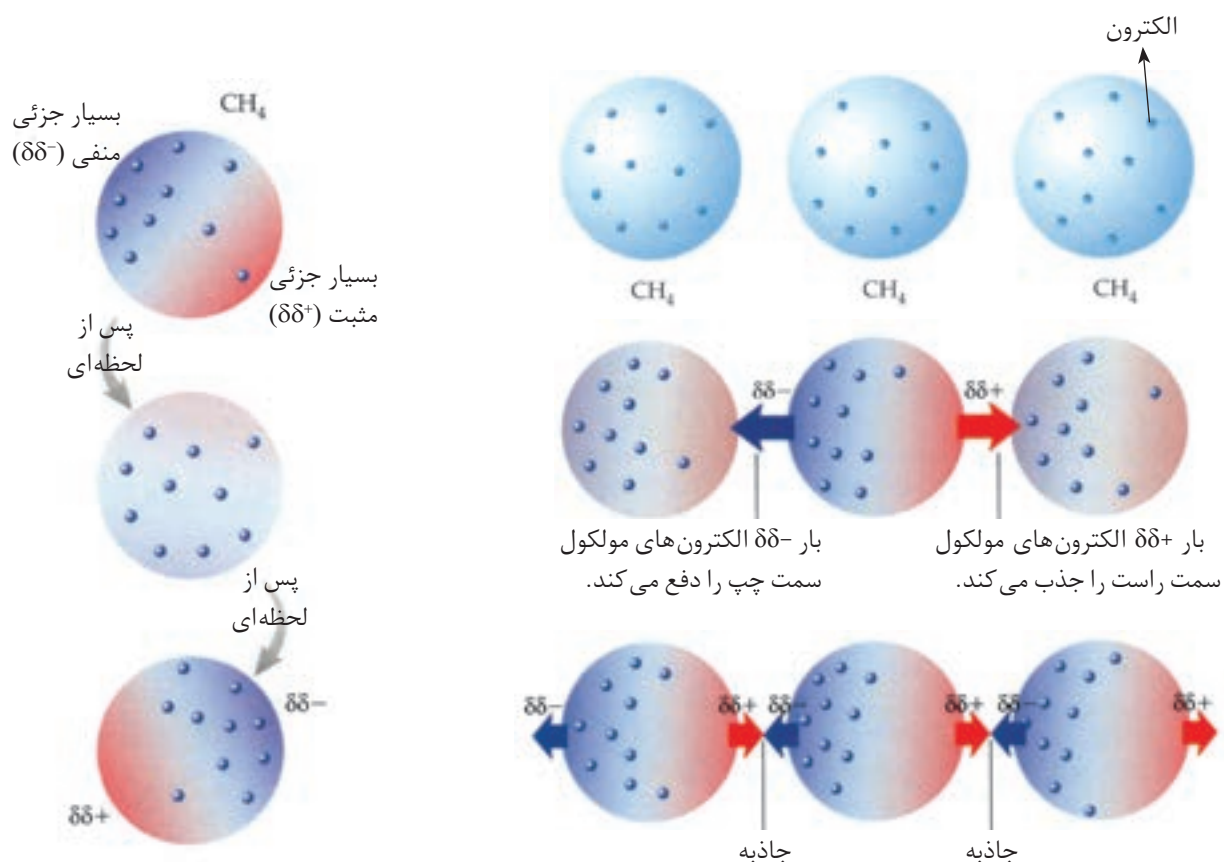 الکترون
CH₄
بسیار جزئی
منفی (δδ⁻)
بسیار جزئی
مثبت (δδ⁺)
پس از
لحظه‌ای
پس از
لحظه‌ای
δδ−
δδ+
CH₄
CH₄
CH₄
δδ−
δδ+
بار +δδ الکترون‌های مولکول
سمت راست را جذب می‌کند.
بار −δδ الکترون‌های مولکول
سمت چپ را دفع می‌کند.
δδ−
δδ+
δδ−
δδ+
δδ−
δδ+
جاذبه
جاذبه